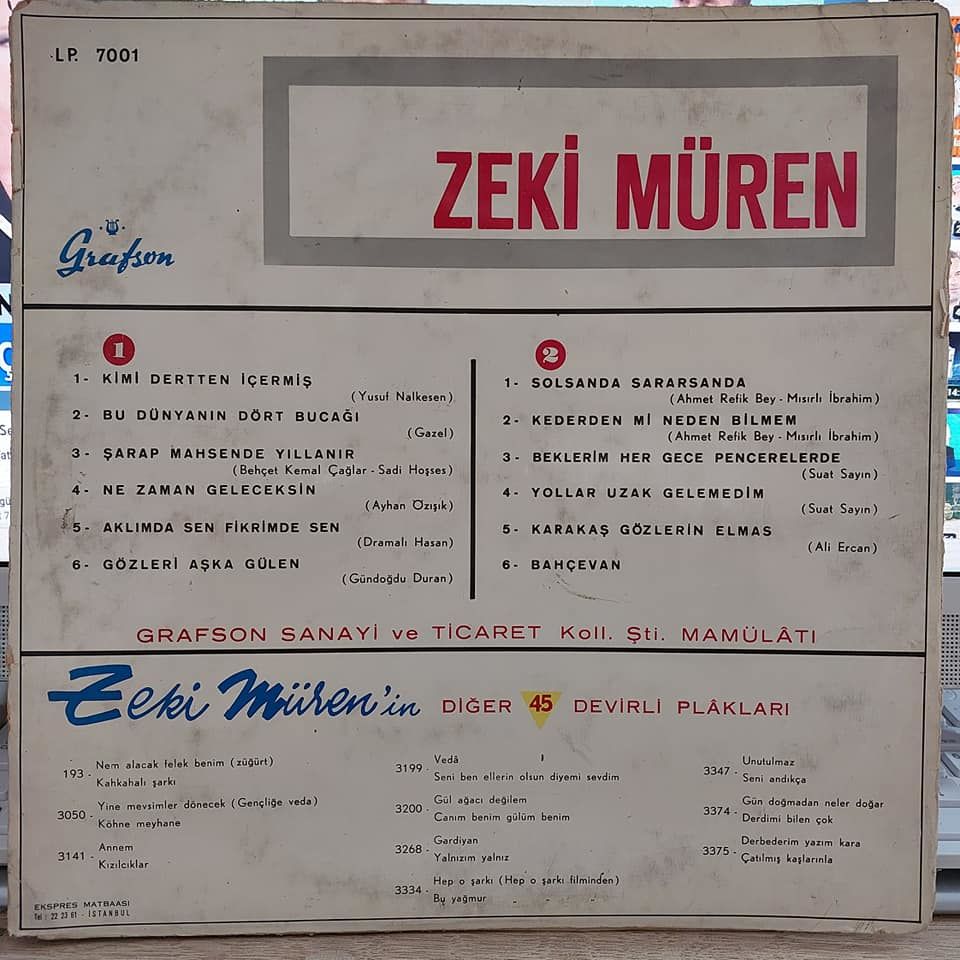 LP. 7001
ZEKİ MÜREN
Grafson
1
1- KİMİ DERTTEN İÇERMİŞ
(Yusuf Nalkesen)
2- BU DÜNYANIN DÖRT BUCAĞI
(Gazel)
3- ŞARAP MAHSENDE YILLANIR
(Behçet Kemal Çağlar - Sadi Hoşses)
4- NE ZAMAN GELECEKSİN
(Ayhan Özışık)
5- AKLIMDA SEN FİKRİMDE SEN
(Dramalı Hasan)
6- GÖZLERİ AŞKA GÜLEN
(Gündoğdu Duran)
2
1- SOLSANDA SARARSANDA
(Ahmet Refik Bey - Mısırlı İbrahim)
2- KEDERDEN Mİ NEDEN BİLMEM
(Ahmet Refik Bey - Mısırlı İbrahim)
3- BEKLERİM HER GECE PENCERELERDE
(Suat Sayın)
4- YOLLAR UZAK GELEMEDİM
(Suat Sayın)
5- KARAKAŞ GÖZLERİN ELMAS
(Ali Ercan)
6- BAHÇEVAN
GRAFSON SANAYİ ve TİCARET Koll. Şti. MAMÜLÂTI
Zeki Müren'in DİĞER 45 DEVİRLİ PLÂKLARI
193 - Nem alacak felek benim (züğürt)
Kahkahalı şarkı
3050 - Yine mevsimler dönecek (Gençliğe veda)
Köhne meyhane
3141 - Annem
Kızılcıklar
3199 - Vedâ
Seni ben ellerin olsun diyemi sevdim
3200 - Gül ağacı değilem
Canım benim gülüm benim
3268 - Gardiyan
Yalnızım yalnız
3334 - Hep o şarkı (Hep o şarkı filminden)
Bu yağmur " " "
3347 - Unutulmaz
Seni andıkça
3374 - Gün doğmadan neler doğar
Derdimi bilen çok
3375 - Derbederim yazım kara
Çatılmış kaşlarınla
EKSPRES MATBAASI
Tel : 22 23 61 - İSTANBUL